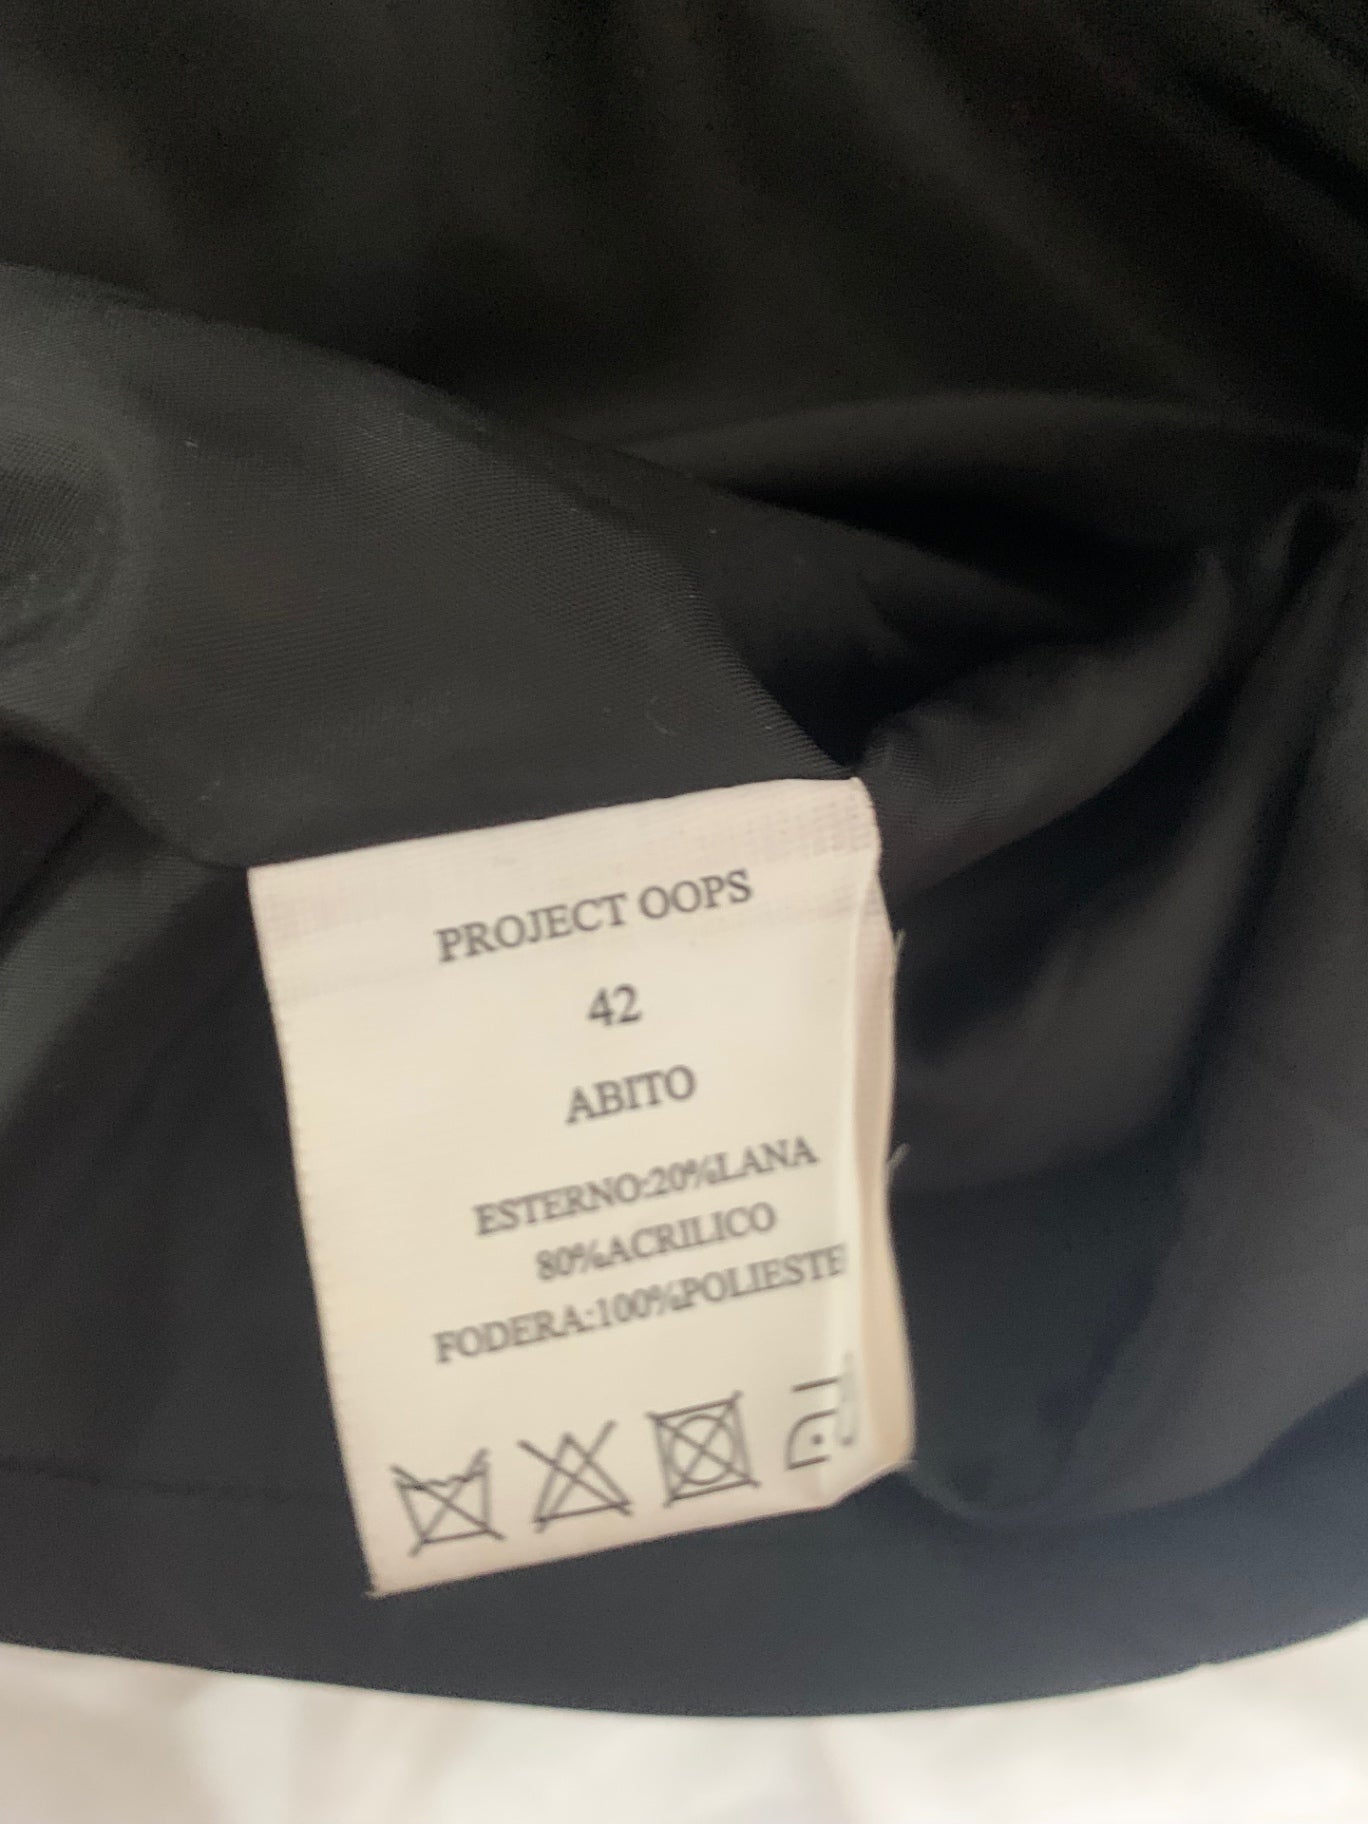 PROJECT OOPS
42
ABITO
ESTERNO:20%LANA
80%ACRILICO
FODERA:100%POLIESTE